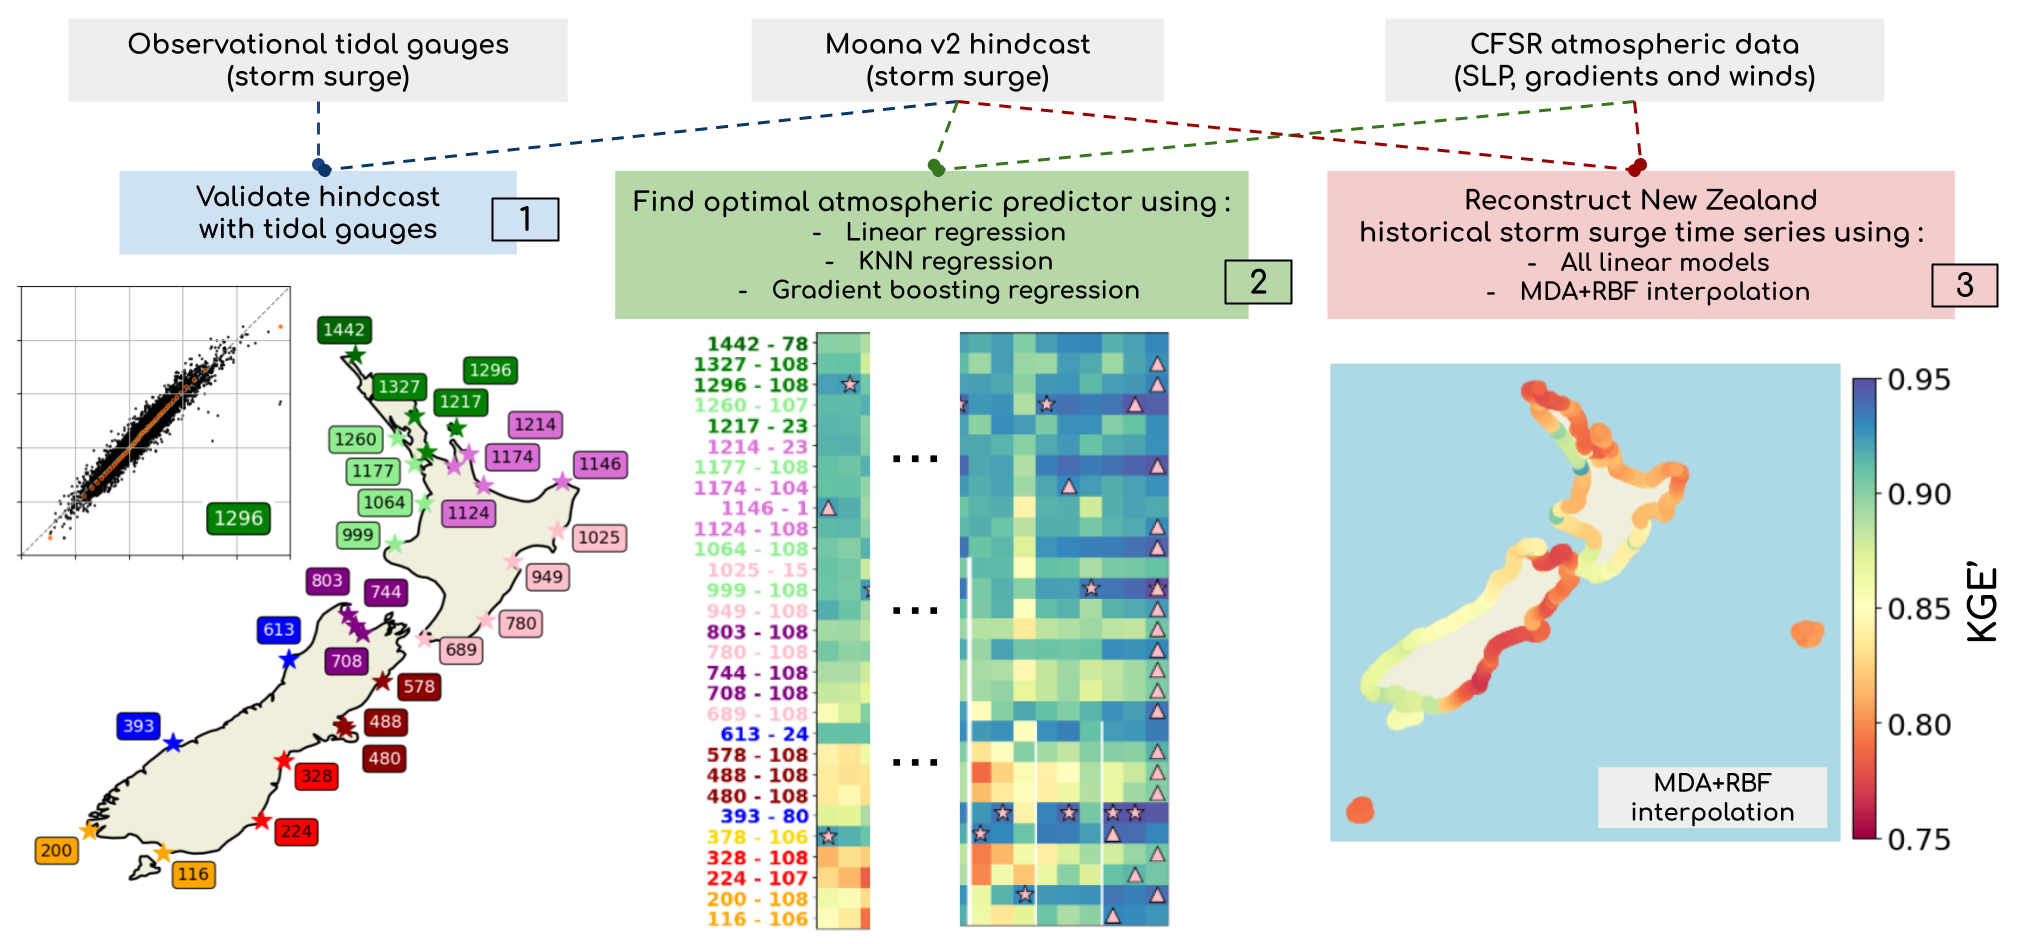 Observational tidal gauges
(storm surge)
Moana v2 hindcast
(storm surge)
CFSR atmospheric data
(SLP, gradients and winds)
Validate hindcast
with tidal gauges
1
Find optimal atmospheric predictor using :
- Linear regression
- KNN regression
- Gradient boosting regression
2
Reconstruct New Zealand
historical storm surge time series using :
- All linear models
- MDA+RBF interpolation
3
1296
1442
1296
1327
1217
1214
1260
1174
1177
1146
1064
1124
999
1025
949
803
744
780
613
689
708
578
393
488
480
328
224
200
116
1442 - 78
1327 - 108
1296 - 108
1260 - 107
1217 - 23
1214 - 23
1177 - 108
1174 - 104
1146 - 1
1124 - 108
1064 - 108
1025 - 15
999 - 108
949 - 108
803 - 108
780 - 108
744 - 108
708 - 108
689 - 108
613 - 24
578 - 108
488 - 108
480 - 108
393 - 80
378 - 106
328 - 108
224 - 107
200 - 108
116 - 106
...
...
...
MDA+RBF
interpolation
0.95
0.90
0.85
0.80
0.75
KGE’